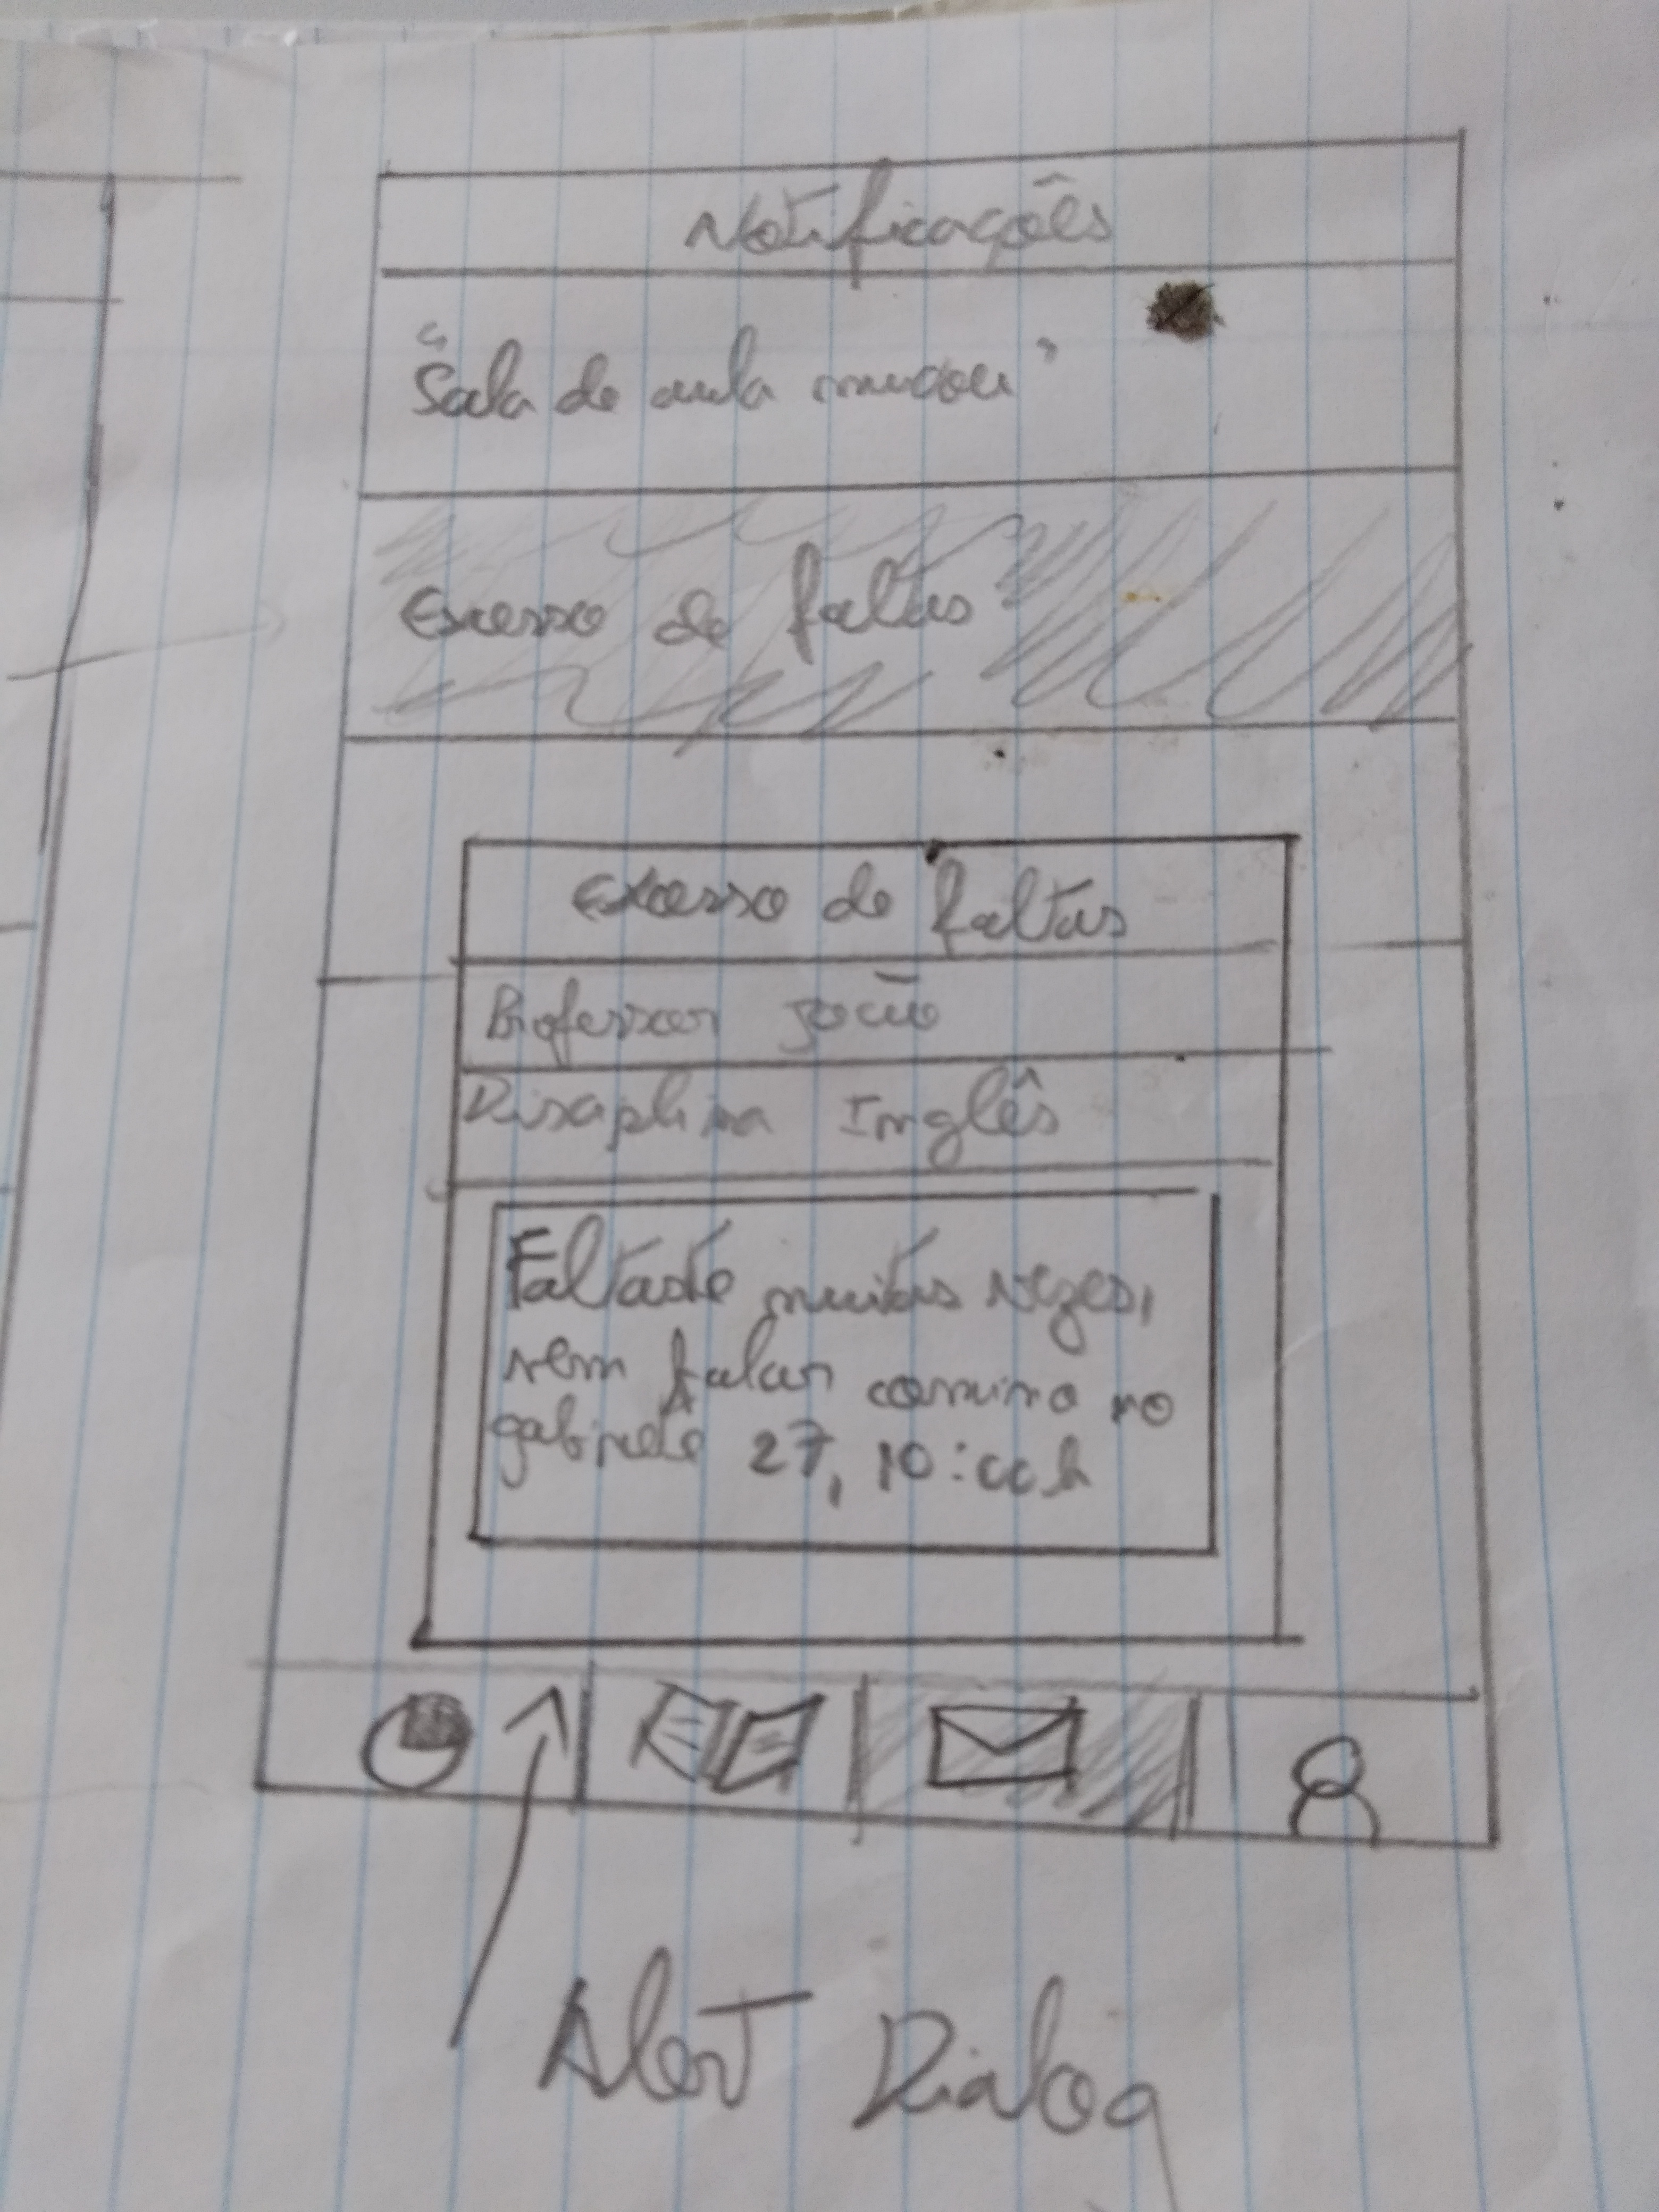 Notificações
"Sala de aula mudou"
Excesso de faltas
Excesso de faltas
Professor João
Disciplina Inglês
Faltaste muitas vezes,
vem falar comimo no
gabinete 27, 10:00h
Alert Dialog